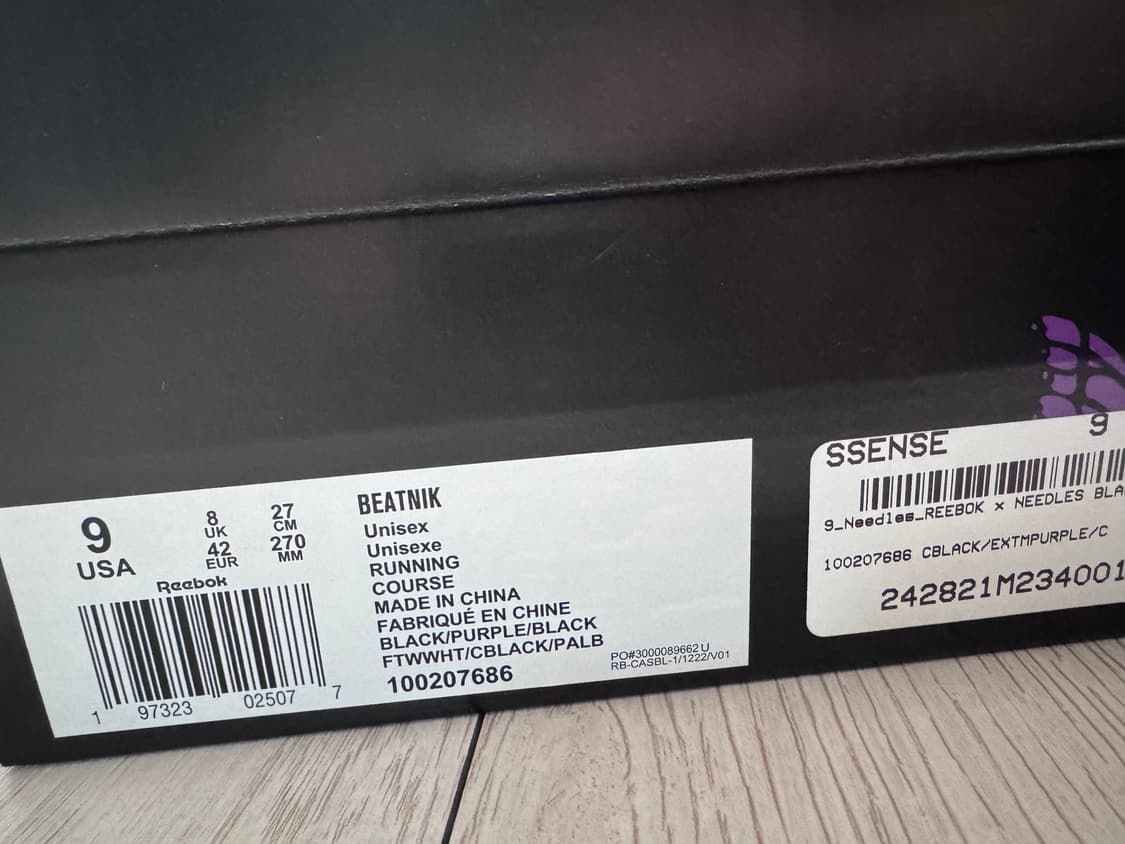 9
USA
8
UK
42
EUR
27
CM
270
MM
Reebok
1 97323 02507 7
BEATNIK
Unisex
Unisexe
RUNNING
COURSE
MADE IN CHINA
FABRIQUÉ EN CHINE
BLACK/PURPLE/BLACK
FTWWHT/CBLACK/PALB
100207686
PO#3000089662 U
RB-CASBL-1/1222/V01
SSENSE 9
9_Needles_REEBOK x NEEDLES BLA
100207686 CBLACK/EXTMPURPLE/C
242821M234001